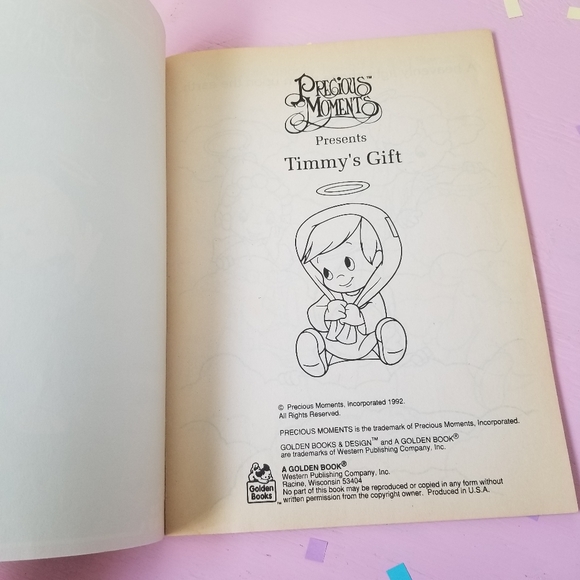 PRECIOUS™
MOMENTS
Presents
Timmy's Gift
© Precious Moments, Incorporated 1992.
All Rights Reserved.
PRECIOUS MOMENTS is the trademark of Precious Moments, Incorporated.
GOLDEN BOOKS & DESIGN™ and A GOLDEN BOOK®
are trademarks of Western Publishing Company, Inc.
A GOLDEN BOOK®
Western Publishing Company, Inc.
Racine, Wisconsin 53404
No part of this book may be reproduced or copied in any form without
written permission from the copyright owner. Produced in U.S.A.
Golden
Books™